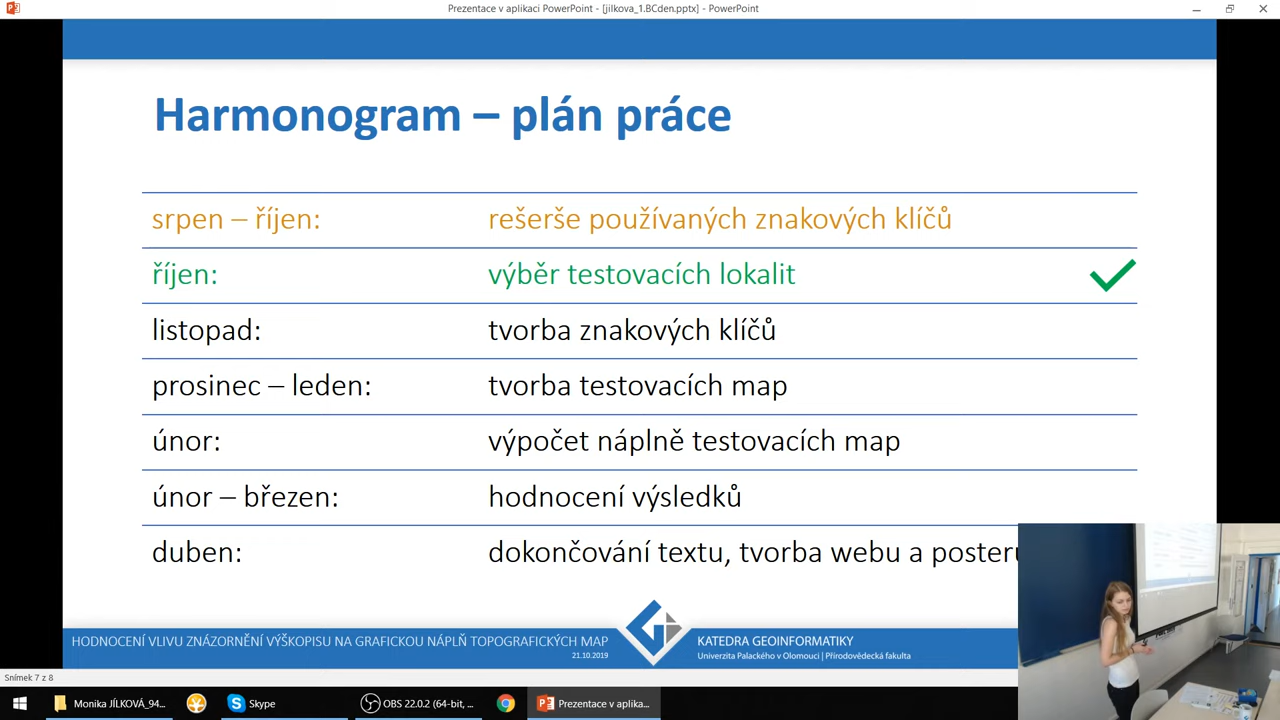 Prezentace v aplikaci PowerPoint - [jilkova_1.BCden.pptx] - PowerPoint
Harmonogram – plán práce
srpen – říjen: rešerše používaných znakových klíčů
říjen: výběr testovacích lokalit
listopad: tvorba znakových klíčů
prosinec – leden: tvorba testovacích map
únor: výpočet náplně testovacích map
únor – březen: hodnocení výsledků
duben: dokončování textu, tvorba webu a posteru
HODNOCENÍ VLIVU ZNÁZORNĚNÍ VÝŠKOPISU NA GRAFICKOU NÁPLŇ TOPOGRAFICKÝCH MAP
21.10.2019
KATEDRA GEOINFORMATIKY
Univerzita Palackého v Olomouci | Přírodovědecká fakulta
Snímek 7 z 8
Monika JÍLKOVÁ_94...
Skype
OBS 22.0.2 (64-bit, ...
Prezentace v aplika...